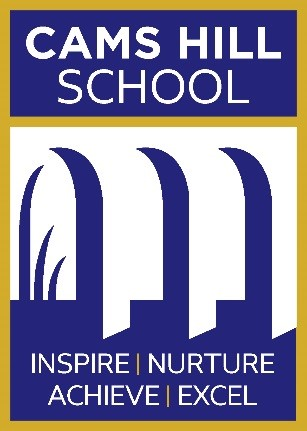 CAMS HILL
SCHOOL
INSPIRE | NURTURE
ACHIEVE | EXCEL